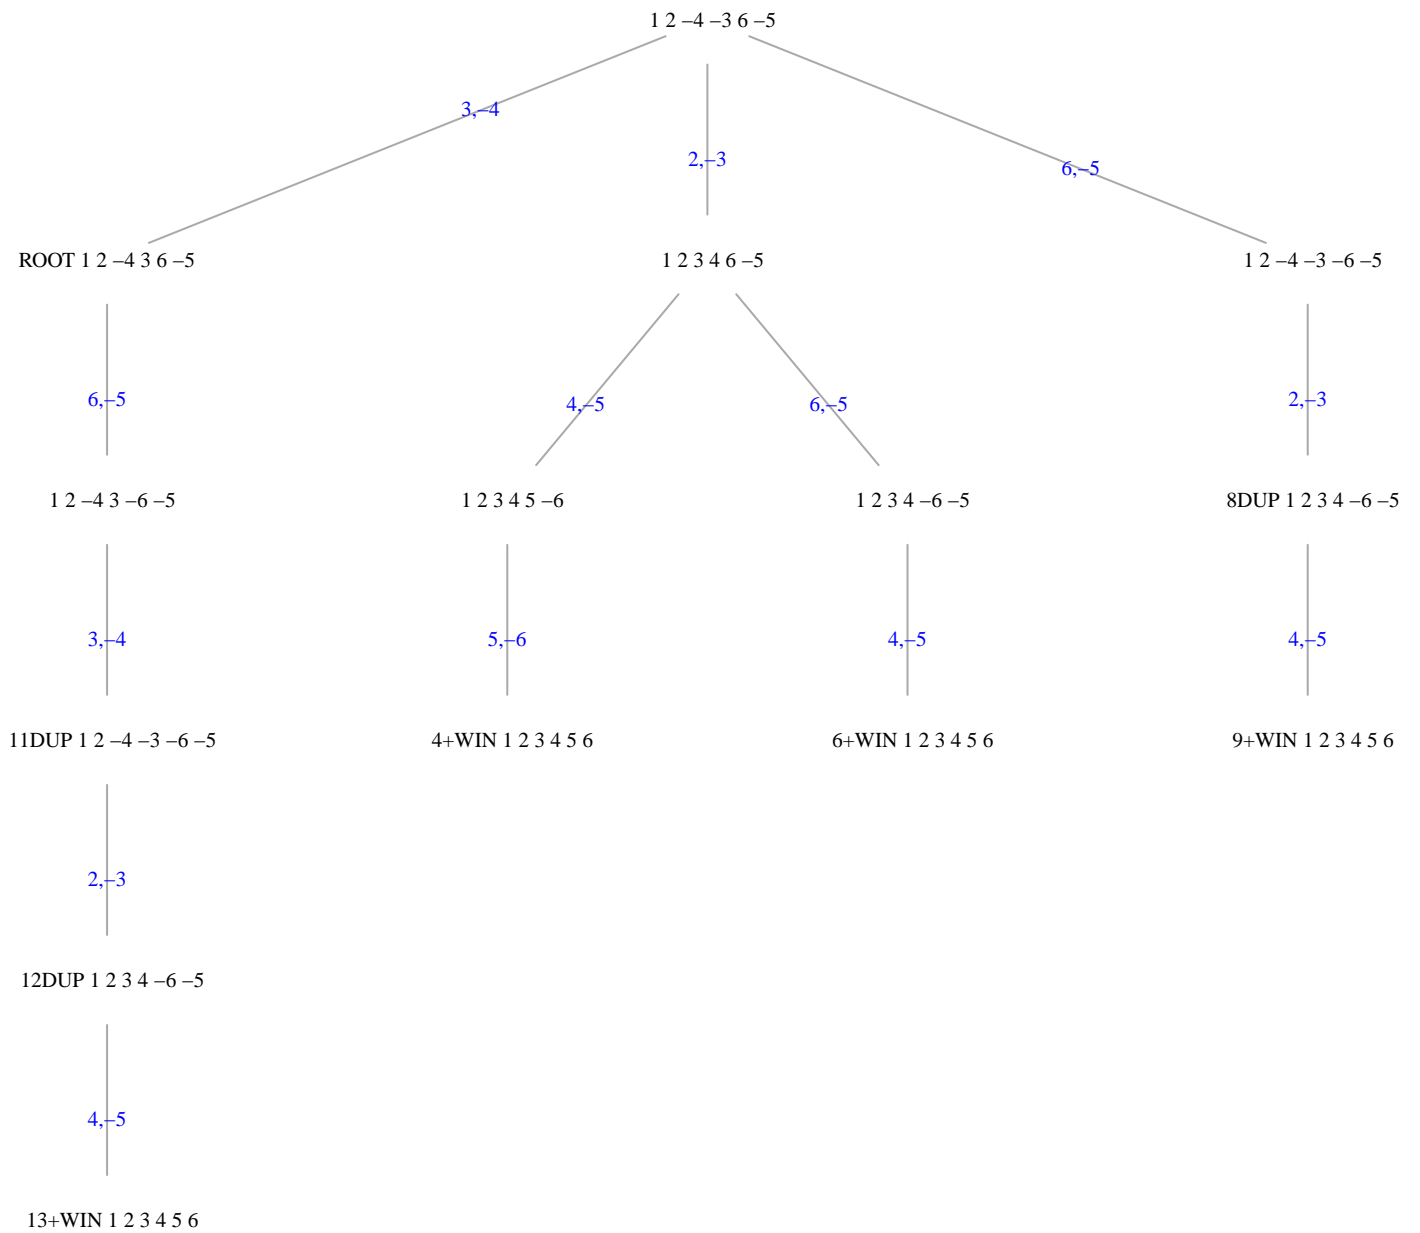 1 2 –4 –3 6 –5
3,–4
2,–3
6,–5
ROOT 1 2 –4 3 6 –5
1 2 3 4 6 –5
1 2 –4 –3 –6 –5
6,–5
4,–5
6,–5
2,–3
1 2 –4 3 –6 –5
1 2 3 4 5 –6
1 2 3 4 –6 –5
8DUP 1 2 3 4 –6 –5
3,–4
5,–6
4,–5
4,–5
11DUP 1 2 –4 –3 –6 –5
4+WIN 1 2 3 4 5 6
6+WIN 1 2 3 4 5 6
9+WIN 1 2 3 4 5 6
2,–3
12DUP 1 2 3 4 –6 –5
4,–5
13+WIN 1 2 3 4 5 6